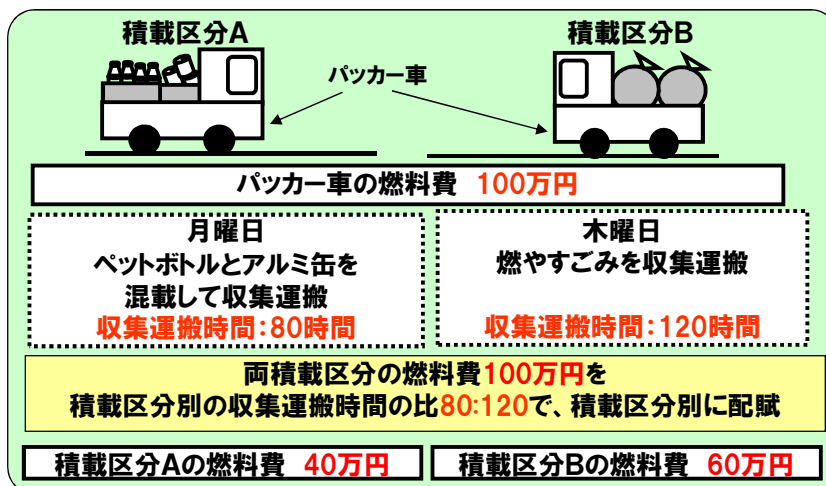 積載区分A
積載区分B
パッカー車
パッカー車の燃料費 100万円
月曜日
ペットボトルとアルミ缶を
混載して収集運搬
収集運搬時間:80時間
木曜日
燃やすごみを収集運搬
収集運搬時間:120時間
両積載区分の燃料費100万円を
積載区分別の収集運搬時間の比80:120で、積載区分別に配賦
積載区分Aの燃料費 40万円
積載区分Bの燃料費 60万円